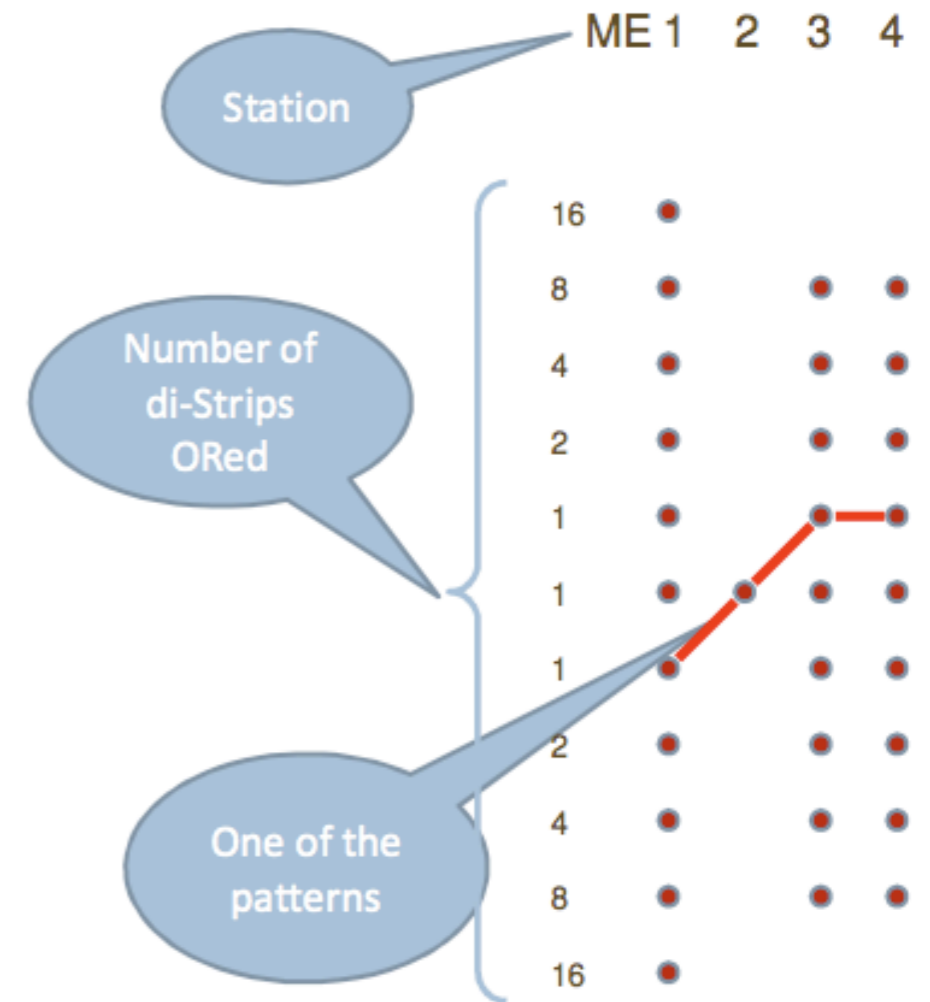 ME 1 2 3 4
Station
16
8
Number of
di-Strips
ORed
4
2
1
1
1
2
One of the
patterns
4
8
16